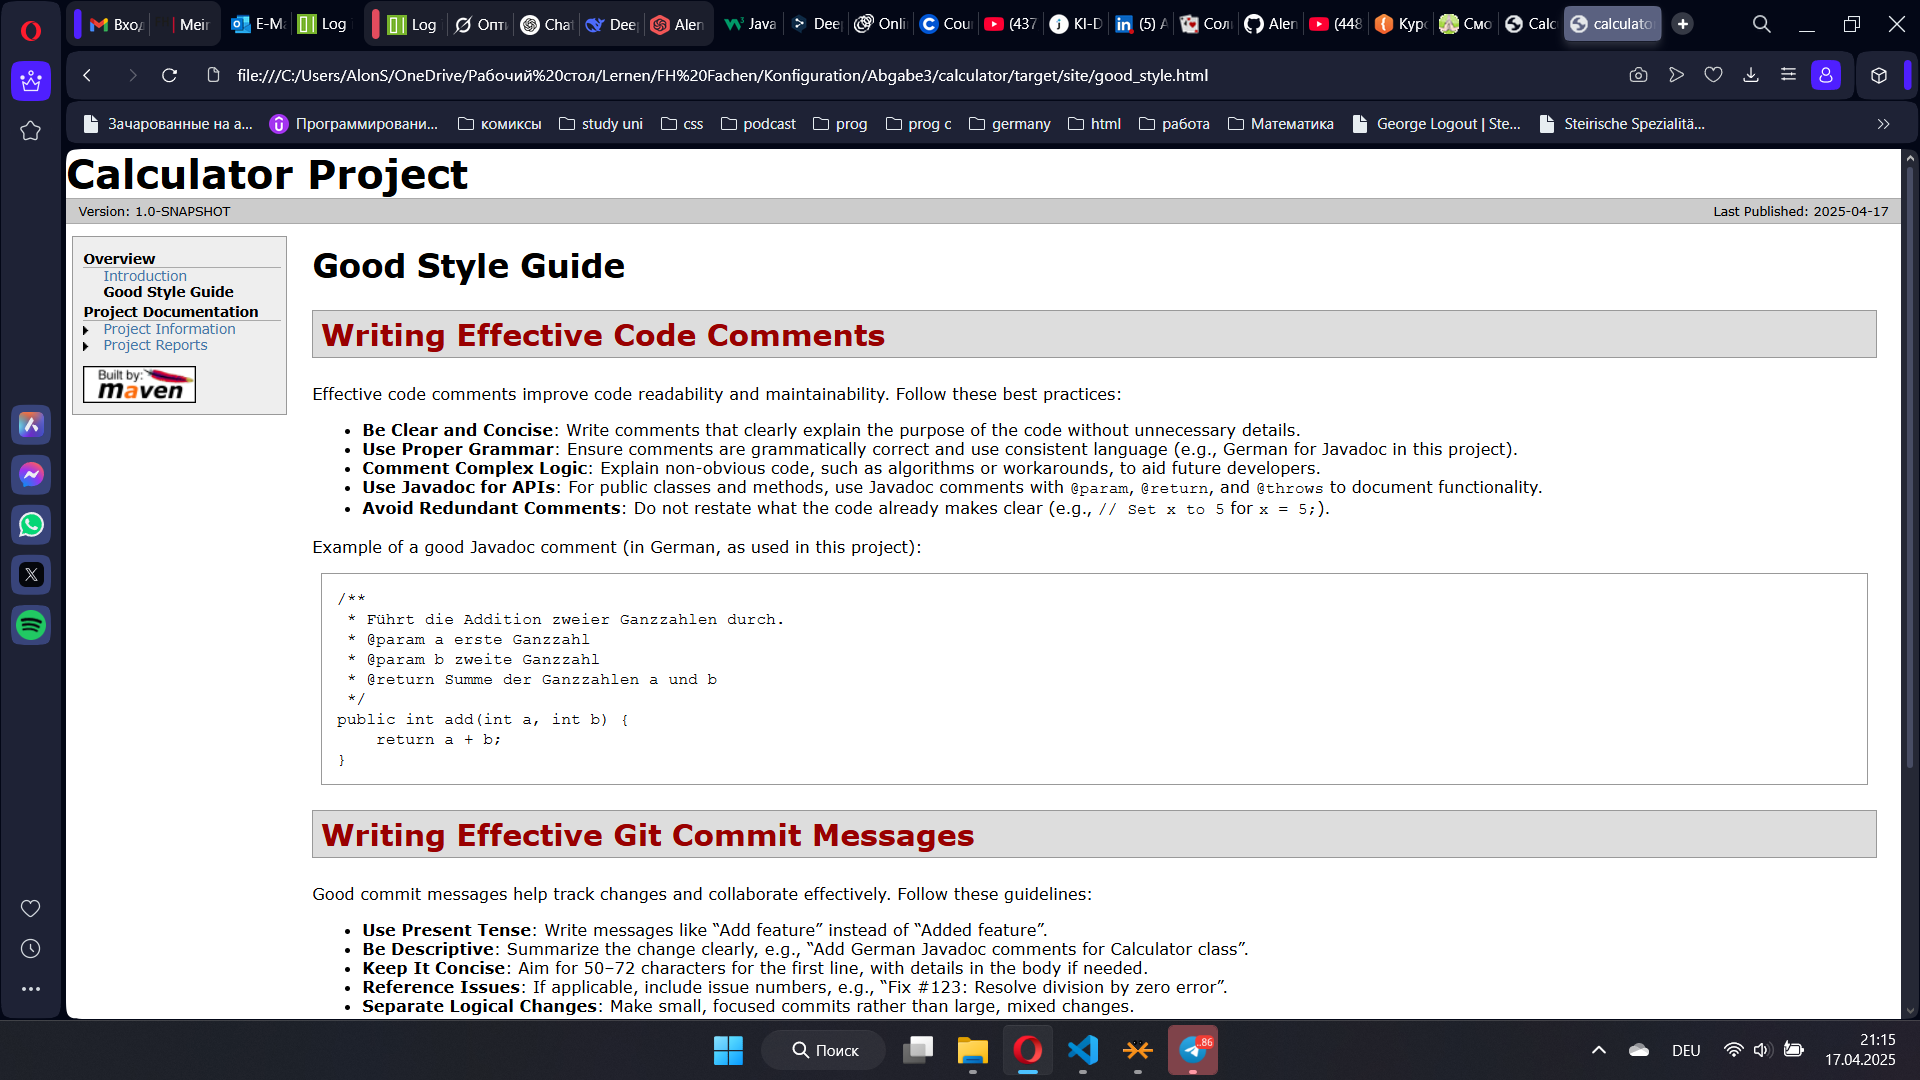 Вход
Mein
E-Ma
Log
Log
Опти
Chat
Deep
Alen
Java
Deep
Onli
Cour
(437
KI-D
(5) A
Соли
Alen
(448
Курс
Смо
Calc
calculato
file:///C:/Users/AlonS/OneDrive/Рабочий%20стол/Lernen/FH%20Fachen/Konfiguration/Abgabe3/calculator/target/site/good_style.html
Зачарованные на а...
Программировани...
комиксы
study uni
css
podcast
prog
prog c
germany
html
работа
Математика
George Logout | Ste...
Steirische Spezialitä...
Calculator Project
Version: 1.0-SNAPSHOT
Last Published: 2025-04-17
Overview
Introduction
Good Style Guide
Project Documentation
Project Information
Project Reports
Built by:
maven
Good Style Guide
Writing Effective Code Comments
Effective code comments improve code readability and maintainability. Follow these best practices:
• Be Clear and Concise: Write comments that clearly explain the purpose of the code without unnecessary details.
• Use Proper Grammar: Ensure comments are grammatically correct and use consistent language (e.g., German for Javadoc in this project).
• Comment Complex Logic: Explain non-obvious code, such as algorithms or workarounds, to aid future developers.
• Use Javadoc for APIs: For public classes and methods, use Javadoc comments with @param, @return, and @throws to document functionality.
• Avoid Redundant Comments: Do not restate what the code already makes clear (e.g., // Set x to 5 for x = 5;).
Example of a good Javadoc comment (in German, as used in this project):
/**
 * Führt die Addition zweier Ganzzahlen durch.
 * @param a erste Ganzzahl
 * @param b zweite Ganzzahl
 * @return Summe der Ganzzahlen a und b
 */
public int add(int a, int b) {
    return a + b;
}
Writing Effective Git Commit Messages
Good commit messages help track changes and collaborate effectively. Follow these guidelines:
• Use Present Tense: Write messages like “Add feature” instead of “Added feature”.
• Be Descriptive: Summarize the change clearly, e.g., “Add German Javadoc comments for Calculator class”.
• Keep It Concise: Aim for 50–72 characters for the first line, with details in the body if needed.
• Reference Issues: If applicable, include issue numbers, e.g., “Fix #123: Resolve division by zero error”.
• Separate Logical Changes: Make small, focused commits rather than large, mixed changes.
Поиск
..86
DEU
21:15
17.04.2025